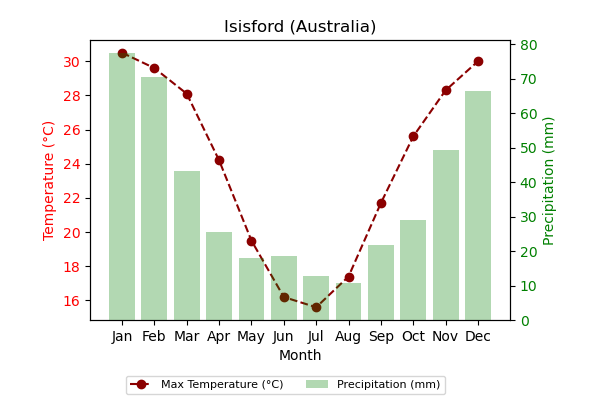 Isisford (Australia)
Temperature (°C)
30
28
26
24
22
20
18
16
80
70
60
50
40
30
20
10
0
Precipitation (mm)
Jan Feb Mar Apr May Jun Jul Aug Sep Oct Nov Dec
Month
Max Temperature (°C) Precipitation (mm)